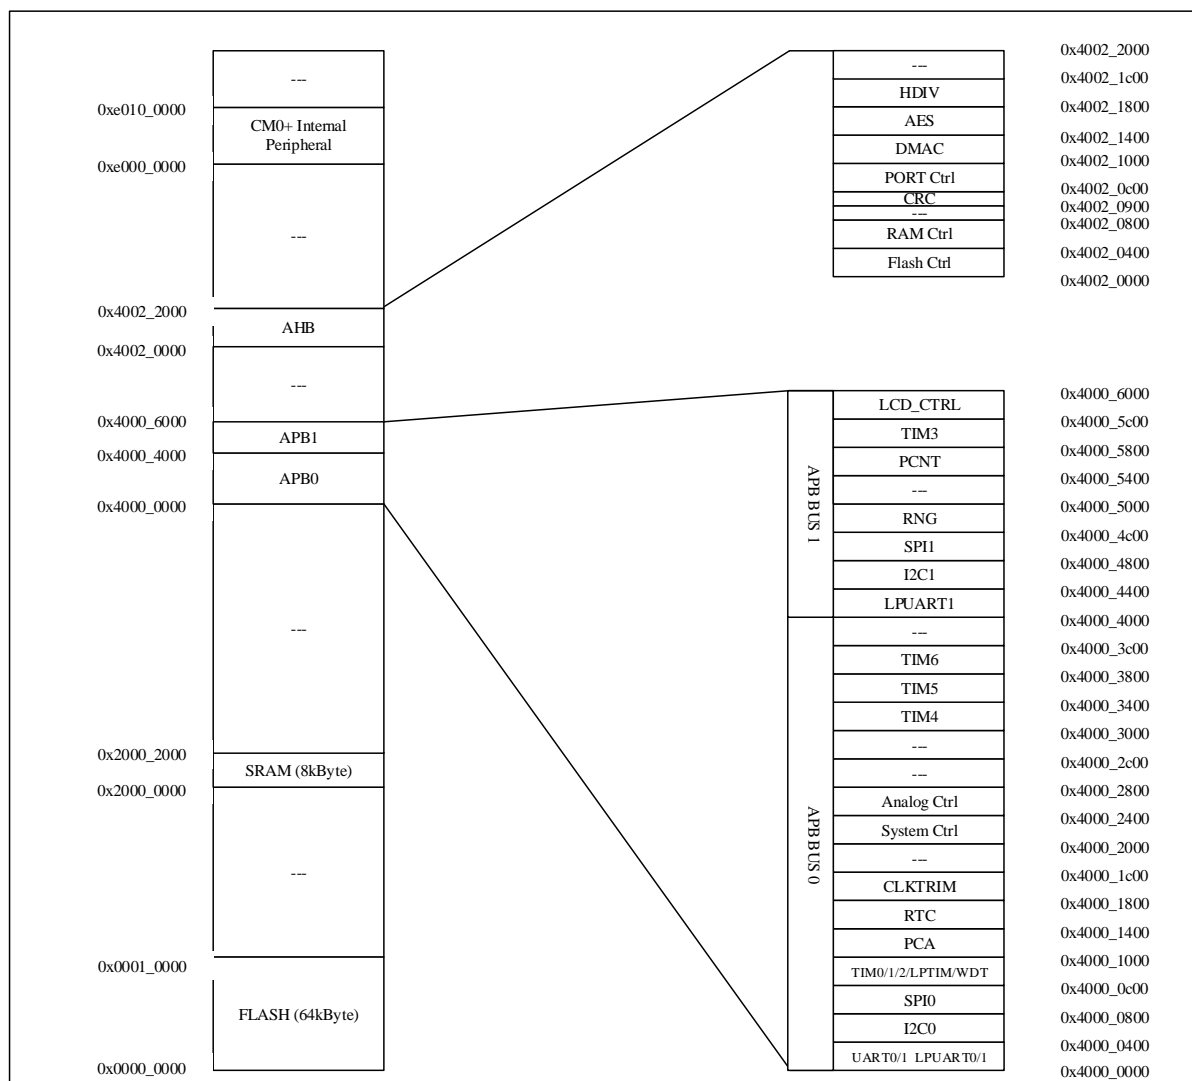 ---
0xe010_0000
CM0+ Internal
Peripheral
0xe000_0000
---
0x4002_2000
AHB
0x4002_0000
---
0x4000_6000
APB1
0x4000_4000
APB0
0x4000_0000
---
0x2000_2000
SRAM (8kByte)
0x2000_0000
---
0x0001_0000
FLASH (64kByte)
0x0000_0000
0x4002_2000
---
0x4002_1c00
HDIV
0x4002_1800
AES
0x4002_1400
DMAC
0x4002_1000
PORT Ctrl
0x4002_0c00
CRC
0x4002_0900
---
0x4002_0800
RAM Ctrl
0x4002_0400
Flash Ctrl
0x4002_0000
APB BUS 1
0x4000_6000
LCD_CTRL
0x4000_5c00
TIM3
0x4000_5800
PCNT
0x4000_5400
---
0x4000_5000
RNG
0x4000_4c00
SPI1
0x4000_4800
I2C1
0x4000_4400
LPUART1
0x4000_4000
APB BUS 0
---
0x4000_3c00
TIM6
0x4000_3800
TIM5
0x4000_3400
TIM4
0x4000_3000
---
0x4000_2c00
---
0x4000_2800
Analog Ctrl
0x4000_2400
System Ctrl
0x4000_2000
---
0x4000_1c00
CLKTRIM
0x4000_1800
RTC
0x4000_1400
PCA
0x4000_1000
TIM0/1/2/LPTIM/WDT
0x4000_0c00
SPI0
0x4000_0800
I2C0
0x4000_0400
UART0/1 LPUART0/1
0x4000_0000